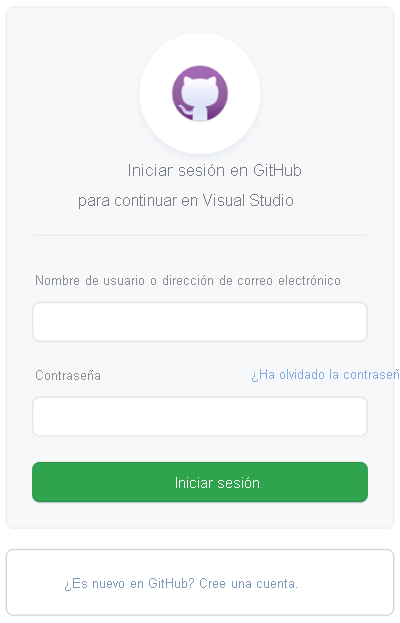 Iniciar sesión en GitHub
para continuar en Visual Studio
Nombre de usuario o dirección de correo electrónico
Contraseña
¿Ha olvidado la contraseñ
Iniciar sesión
¿Es nuevo en GitHub? Cree una cuenta.